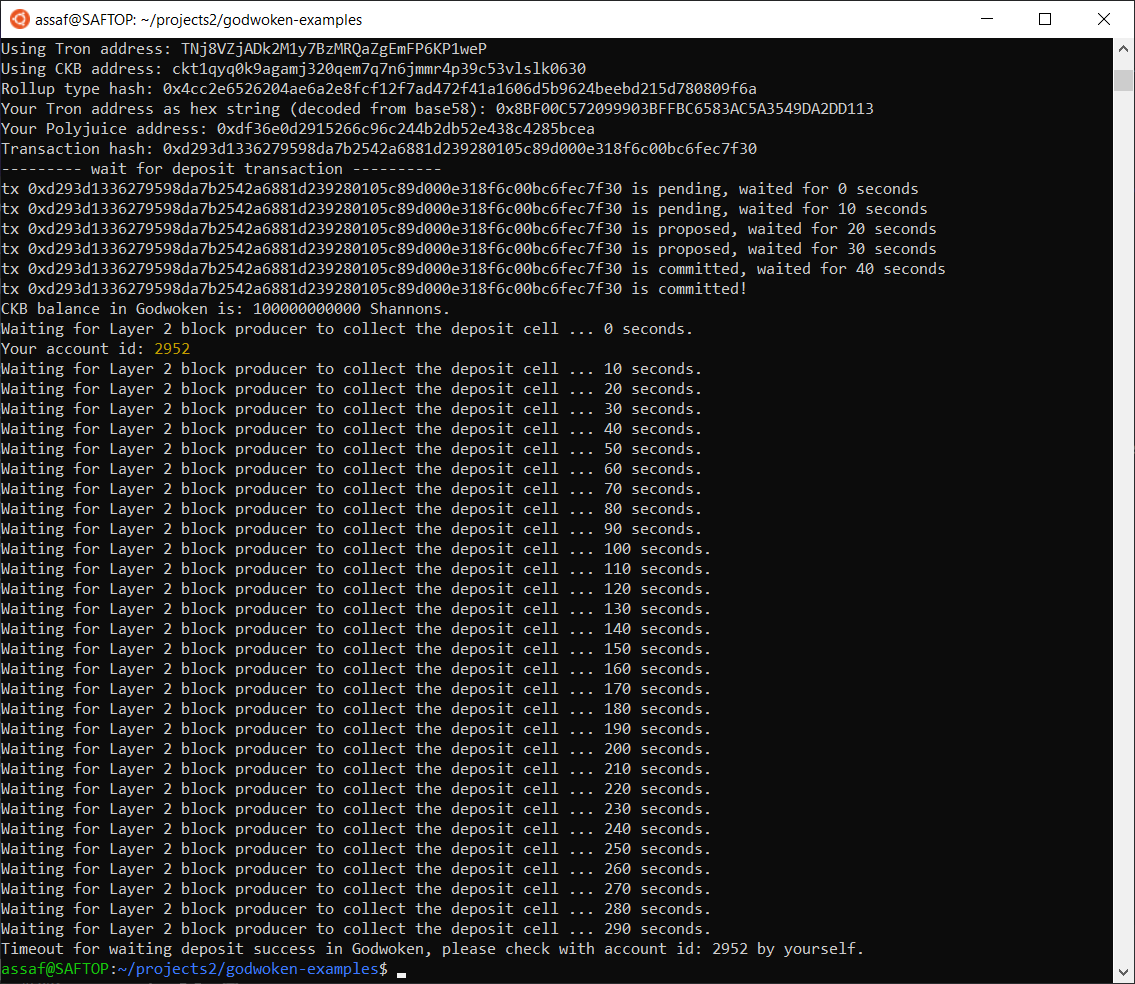 assaf@SAFTOP: ~/projects2/godwoken-examples
Using Tron address: TNj8VZjADk2M1y7BzMRQaZgEmFP6KP1weP
Using CKB address: ckt1qyq0k9agamj320qem7q7n6jmmr4p39c53vlslk0630
Rollup type hash: 0x4cc2e6526204ae6a2e8fcf12f7ad472f41a1606d5b9624beebd215d780809f6a
Your Tron address as hex string (decoded from base58): 0x8BF00C572099903BFFBC6583AC5A3549DA2DD113
Your Polyjuice address: 0xdf36e0d2915266c96c244b2db52e438c4285bcea
Transaction hash: 0xd293d1336279598da7b2542a6881d239280105c89d000e318f6c00bc6fec7f30
--------- wait for deposit transaction ----------
tx 0xd293d1336279598da7b2542a6881d239280105c89d000e318f6c00bc6fec7f30 is pending, waited for 0 seconds
tx 0xd293d1336279598da7b2542a6881d239280105c89d000e318f6c00bc6fec7f30 is pending, waited for 10 seconds
tx 0xd293d1336279598da7b2542a6881d239280105c89d000e318f6c00bc6fec7f30 is proposed, waited for 20 seconds
tx 0xd293d1336279598da7b2542a6881d239280105c89d000e318f6c00bc6fec7f30 is proposed, waited for 30 seconds
tx 0xd293d1336279598da7b2542a6881d239280105c89d000e318f6c00bc6fec7f30 is committed, waited for 40 seconds
tx 0xd293d1336279598da7b2542a6881d239280105c89d000e318f6c00bc6fec7f30 is committed!
CKB balance in Godwoken is: 100000000000 Shannons.
Waiting for Layer 2 block producer to collect the deposit cell ... 0 seconds.
Your account id: 2952
Waiting for Layer 2 block producer to collect the deposit cell ... 10 seconds.
Waiting for Layer 2 block producer to collect the deposit cell ... 20 seconds.
Waiting for Layer 2 block producer to collect the deposit cell ... 30 seconds.
Waiting for Layer 2 block producer to collect the deposit cell ... 40 seconds.
Waiting for Layer 2 block producer to collect the deposit cell ... 50 seconds.
Waiting for Layer 2 block producer to collect the deposit cell ... 60 seconds.
Waiting for Layer 2 block producer to collect the deposit cell ... 70 seconds.
Waiting for Layer 2 block producer to collect the deposit cell ... 80 seconds.
Waiting for Layer 2 block producer to collect the deposit cell ... 90 seconds.
Waiting for Layer 2 block producer to collect the deposit cell ... 100 seconds.
Waiting for Layer 2 block producer to collect the deposit cell ... 110 seconds.
Waiting for Layer 2 block producer to collect the deposit cell ... 120 seconds.
Waiting for Layer 2 block producer to collect the deposit cell ... 130 seconds.
Waiting for Layer 2 block producer to collect the deposit cell ... 140 seconds.
Waiting for Layer 2 block producer to collect the deposit cell ... 150 seconds.
Waiting for Layer 2 block producer to collect the deposit cell ... 160 seconds.
Waiting for Layer 2 block producer to collect the deposit cell ... 170 seconds.
Waiting for Layer 2 block producer to collect the deposit cell ... 180 seconds.
Waiting for Layer 2 block producer to collect the deposit cell ... 190 seconds.
Waiting for Layer 2 block producer to collect the deposit cell ... 200 seconds.
Waiting for Layer 2 block producer to collect the deposit cell ... 210 seconds.
Waiting for Layer 2 block producer to collect the deposit cell ... 220 seconds.
Waiting for Layer 2 block producer to collect the deposit cell ... 230 seconds.
Waiting for Layer 2 block producer to collect the deposit cell ... 240 seconds.
Waiting for Layer 2 block producer to collect the deposit cell ... 250 seconds.
Waiting for Layer 2 block producer to collect the deposit cell ... 260 seconds.
Waiting for Layer 2 block producer to collect the deposit cell ... 270 seconds.
Waiting for Layer 2 block producer to collect the deposit cell ... 280 seconds.
Waiting for Layer 2 block producer to collect the deposit cell ... 290 seconds.
Timeout for waiting deposit success in Godwoken, please check with account id: 2952 by yourself.
assaf@SAFTOP:~/projects2/godwoken-examples$